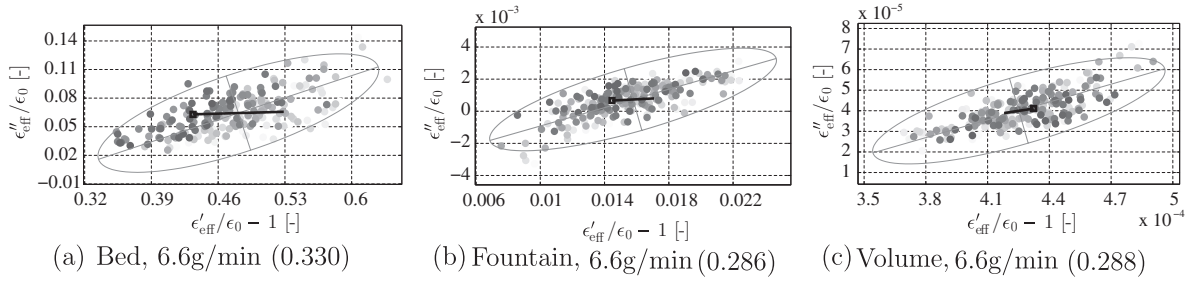 x 10⁻³
x 10⁻⁵
0.14
0.11
0.08
0.05
0.02
−0.01
ϵ″eff/ϵ0 [-]
0.32 0.39 0.46 0.53 0.6
ϵ′eff/ϵ0 − 1 [-]
4
2
0
−2
−4
ϵ″eff/ϵ0 [-]
0.006 0.01 0.014 0.018 0.022
ϵ′eff/ϵ0 − 1 [-]
8
7
6
5
4
3
2
1
ϵ″eff/ϵ0 [-]
3.5 3.8 4.1 4.4 4.7 5
ϵ′eff/ϵ0 − 1 [-]
x 10⁻⁴
(a) Bed, 6.6g/min (0.330)
(b) Fountain, 6.6g/min (0.286)
(c) Volume, 6.6g/min (0.288)